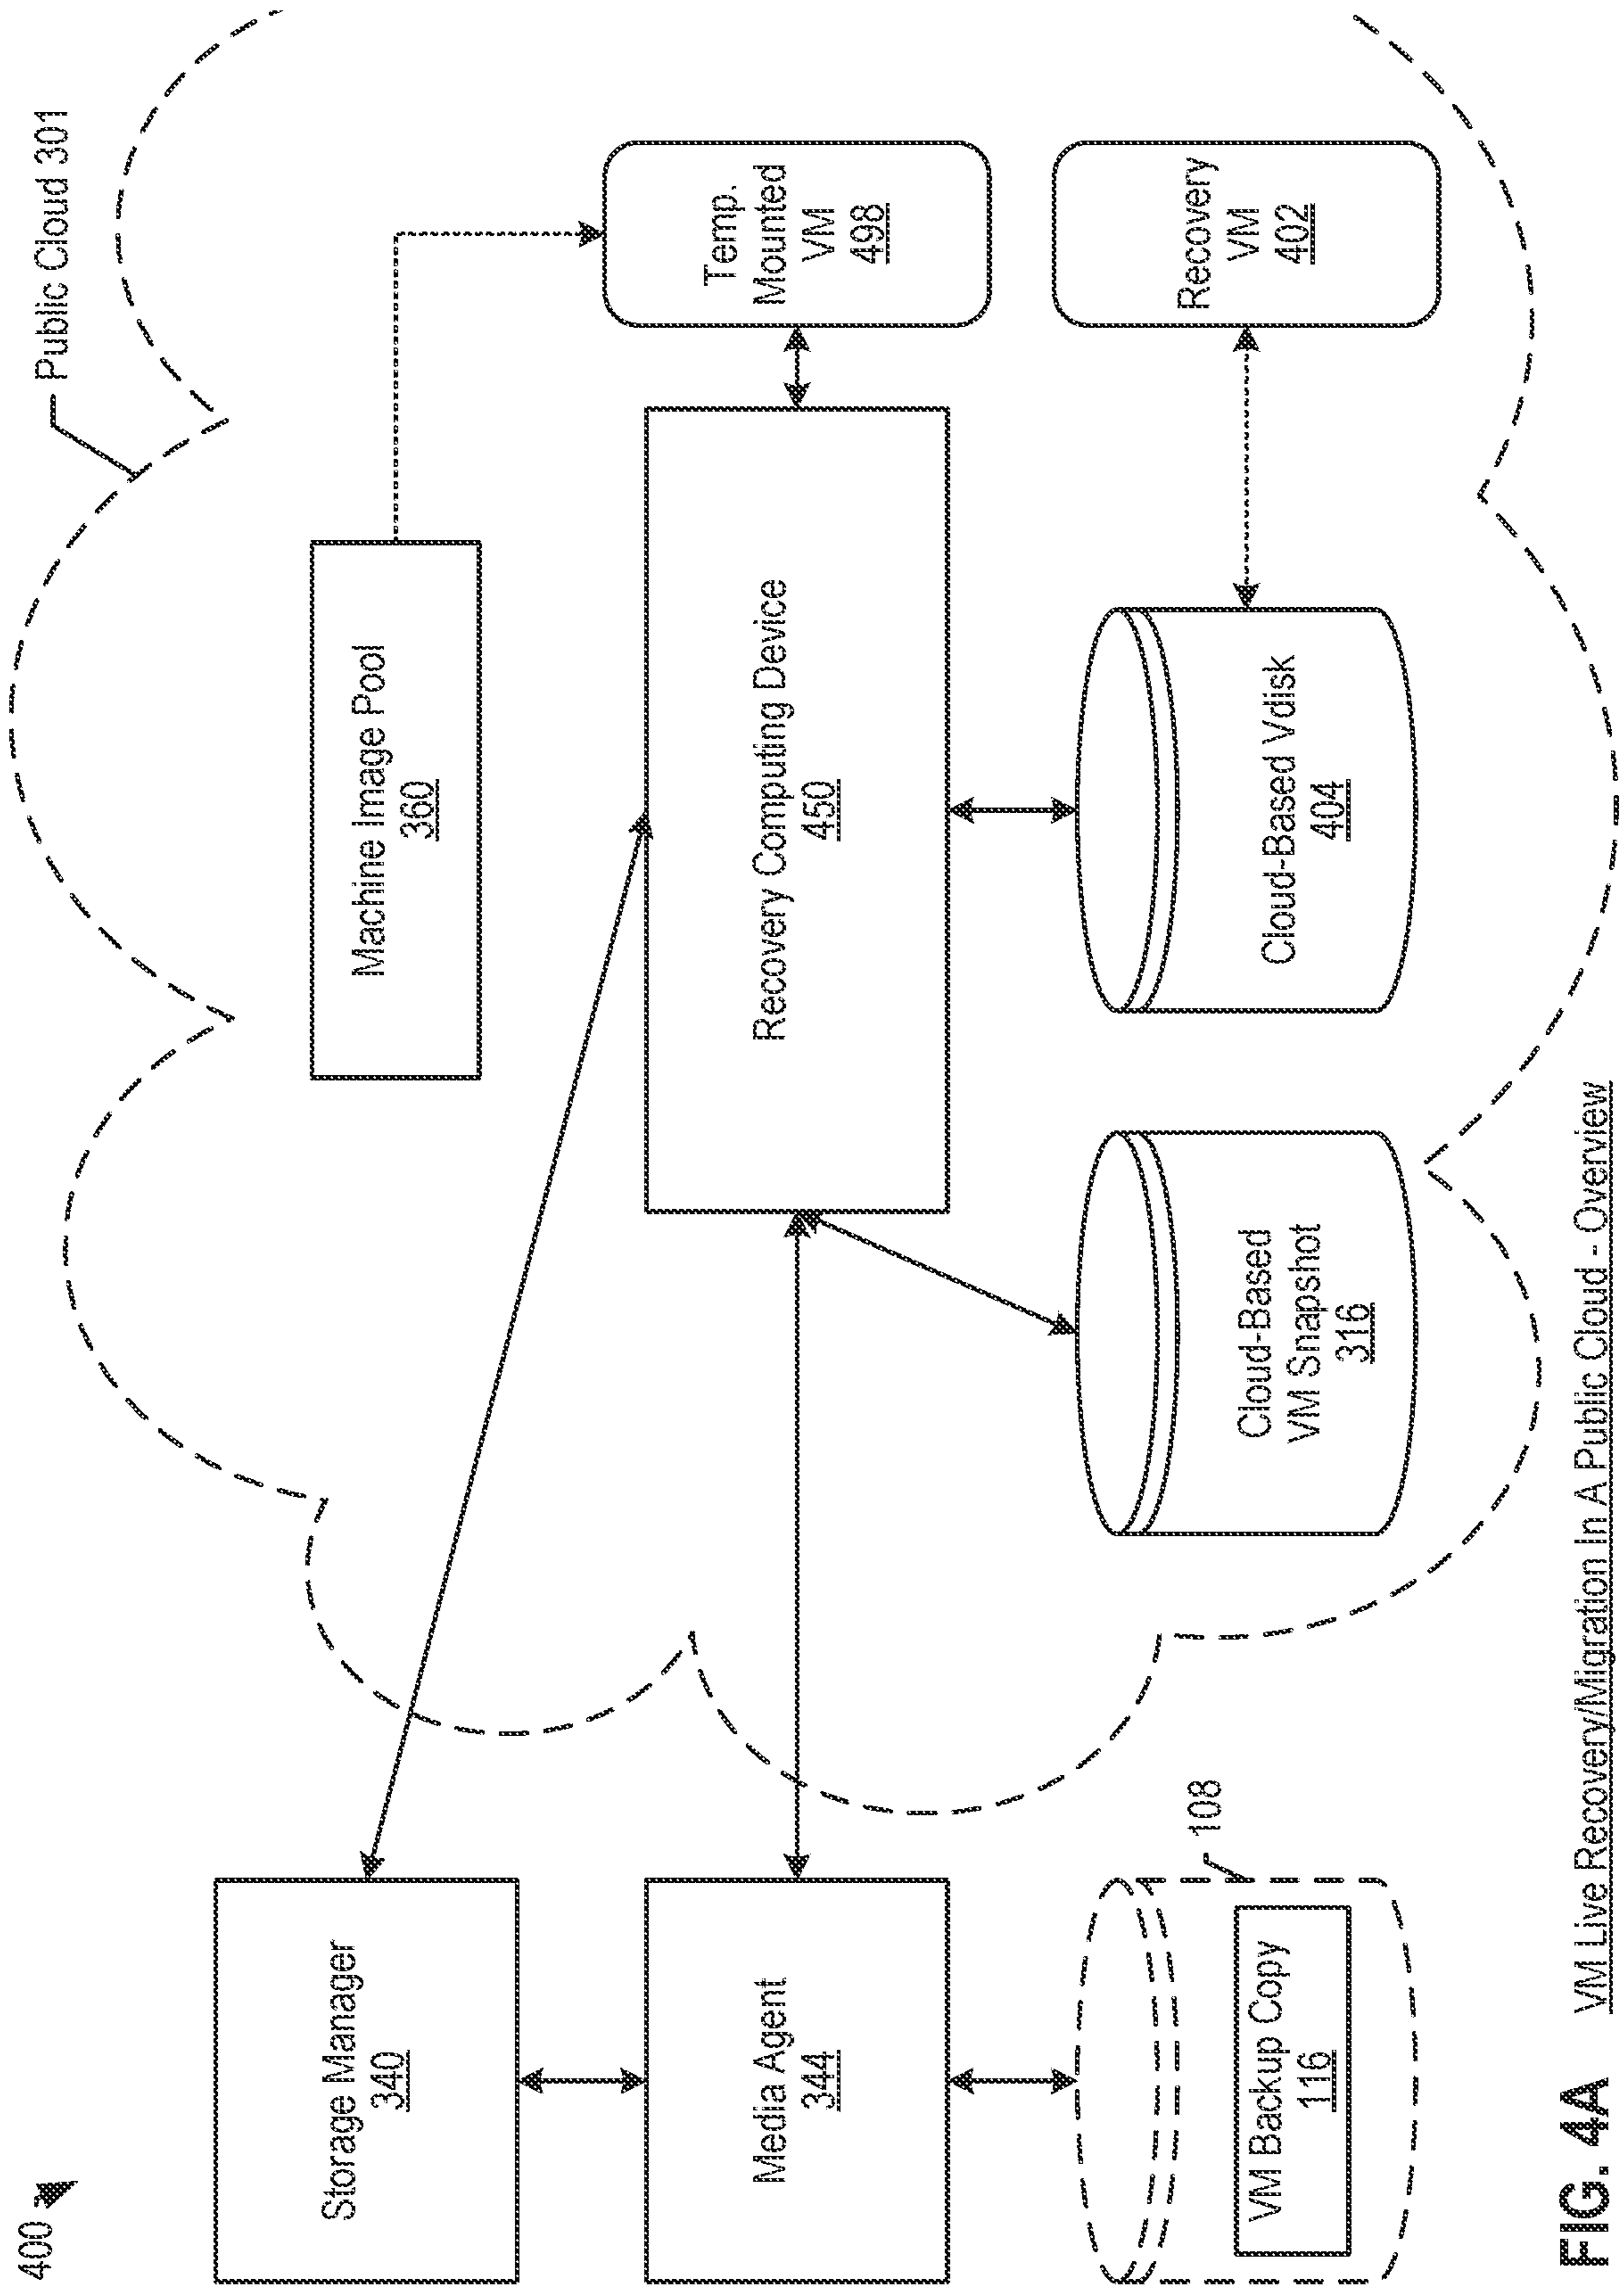 400
Public Cloud 301
Storage Manager
340
Machine Image Pool
360
Media Agent
344
Recovery Computing Device
450
Temp.
Mounted
VM
498
108
VM Backup Copy
116
Cloud-Based
VM Snapshot
316
Cloud-Based Vdisk
404
Recovery
VM
402
FIG. 4A VM Live Recovery/Migration In A Public Cloud - Overview